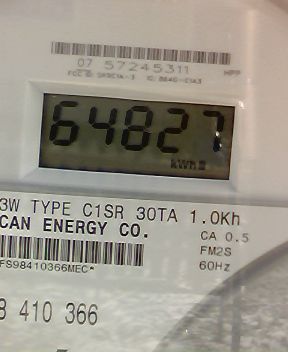 07 57245311
64827
kWh
3W TYPE C1SR 30TA 1.0Kh
CAN ENERGY CO.
CA 0.5
FM2S
FS98410366MEC*
60Hz
8 410 366